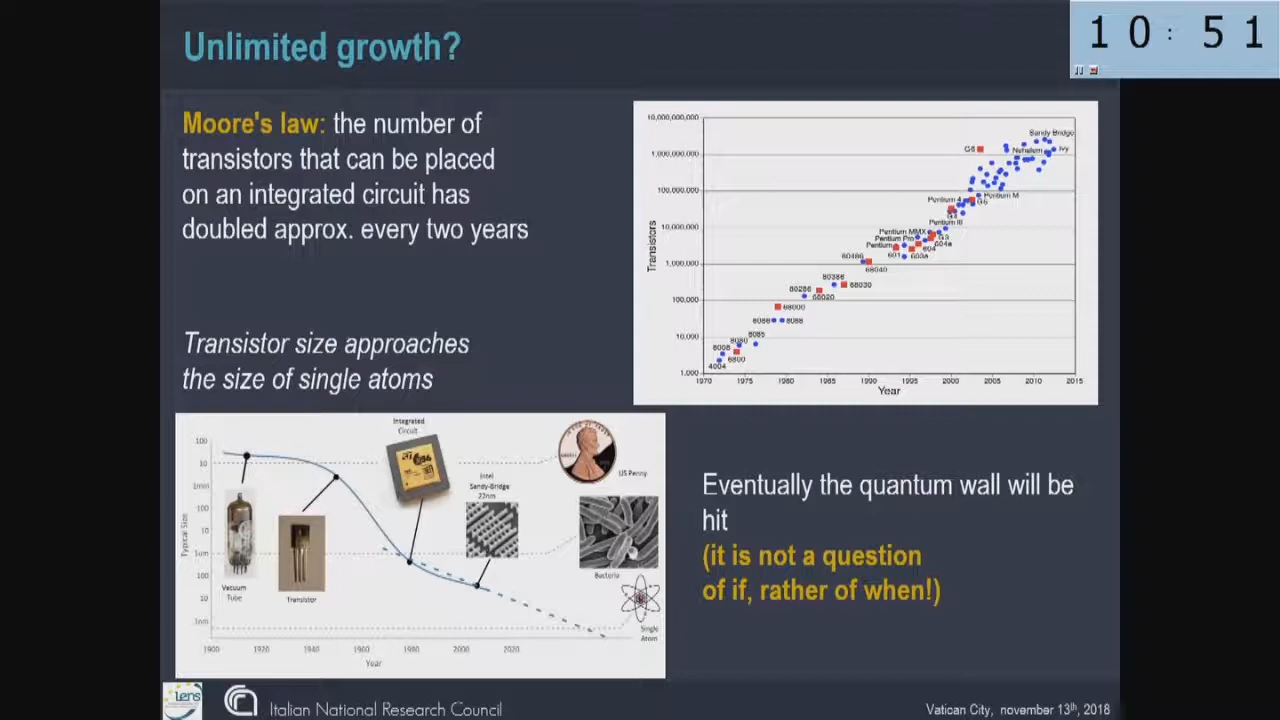 Unlimited growth?
10:51
Moore's law: the number of
transistors that can be placed
on an integrated circuit has
doubled approx. every two years
Transistor size approaches
the size of single atoms
10,000,000,000
1,000,000,000
100,000,000
10,000,000
1,000,000
100,000
10,000
1,000
Transistors
1970
1975
1980
1985
1990
1995
2000
2005
2010
2015
Year
Sandy Bridge
G6
Nehalem
Ivy
Pentium 4
Pentium M
G5
G4
Pentium III
Pentium MMX
G3
Pentium Pro
604e
Pentium
604
601
603e
80486
68040
80386
68030
80286
68020
68000
8086
8088
8085
8080
8008
6800
4004
Integrated
Circuit
Intel
Sandy-Bridge
22nm
US Penny
Bacteria
Single
Atom
Vacuum
Tube
Transistor
Typical Size
100
10
1mm
100
10
1um
100
10
1nm
1900
1920
1940
1960
1980
2000
2020
Year
Eventually the quantum wall will be
hit
(it is not a question
of if, rather of when!)
Lens
Italian National Research Council
Vatican City, november 13th, 2018